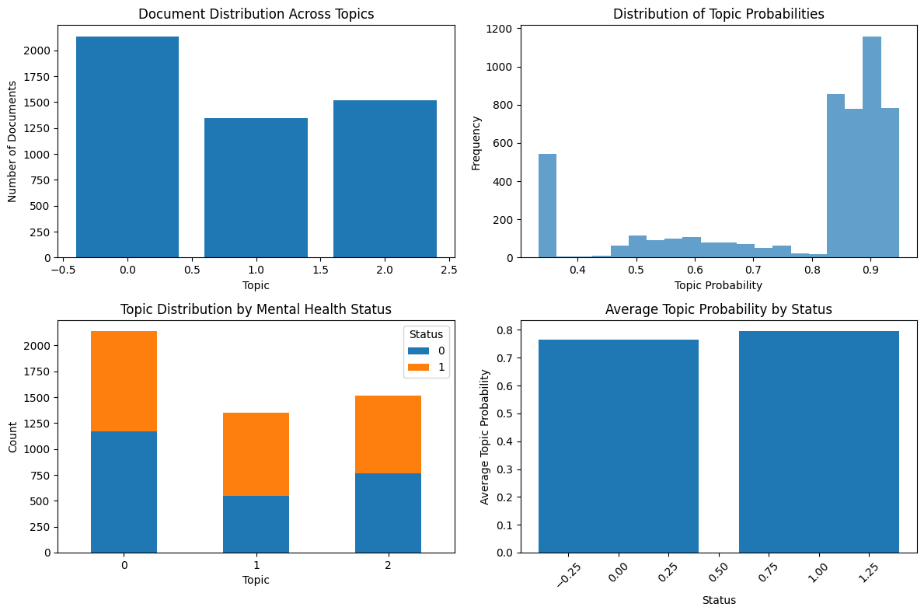 Document Distribution Across Topics
Number of Documents
2000
1750
1500
1250
1000
750
500
250
0
−0.5 0.0 0.5 1.0 1.5 2.0 2.5
Topic
Distribution of Topic Probabilities
Frequency
1200
1000
800
600
400
200
0
0.4 0.5 0.6 0.7 0.8 0.9
Topic Probability
Topic Distribution by Mental Health Status
Status
0
1
Count
2000
1750
1500
1250
1000
750
500
250
0
0 1 2
Topic
Average Topic Probability by Status
Average Topic Probability
0.8
0.7
0.6
0.5
0.4
0.3
0.2
0.1
0.0
−0.25 0.00 0.25 0.50 0.75 1.00 1.25
Status